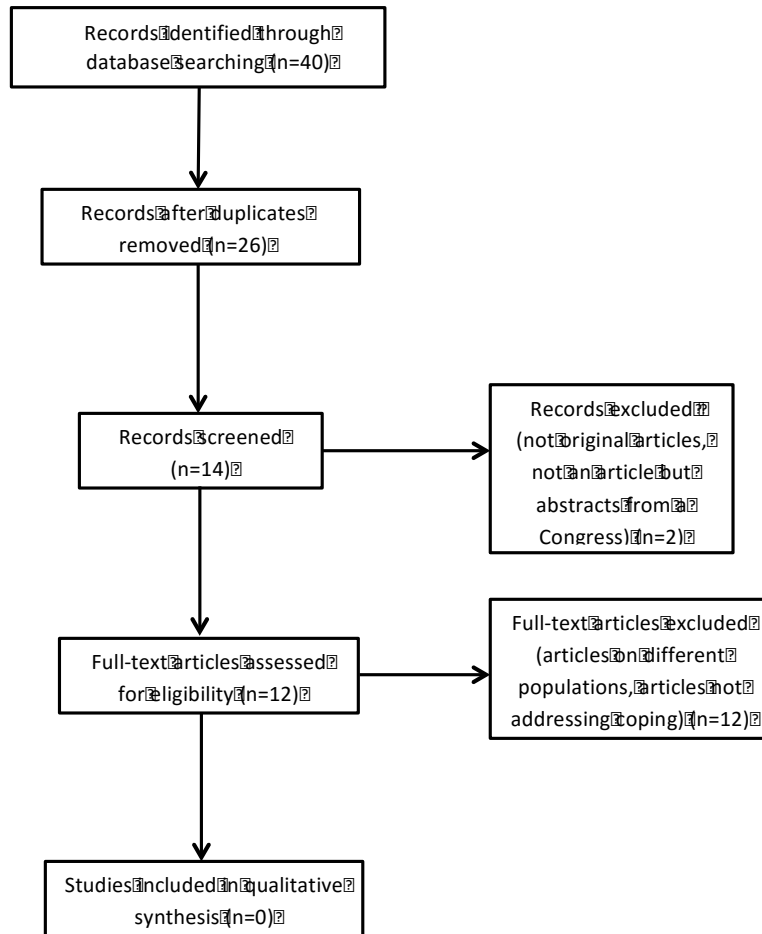 Records identified through
database searching (n=40)
Records after duplicates
removed (n=26)
Records screened
(n=14)
Records excluded
(not original articles,
not an article but
abstracts from a
Congress) (n=2)
Full-text articles assessed
for eligibility (n=12)
Full-text articles excluded
(articles on different
populations, articles not
addressing coping) (n=12)
Studies included in qualitative
synthesis (n=0)